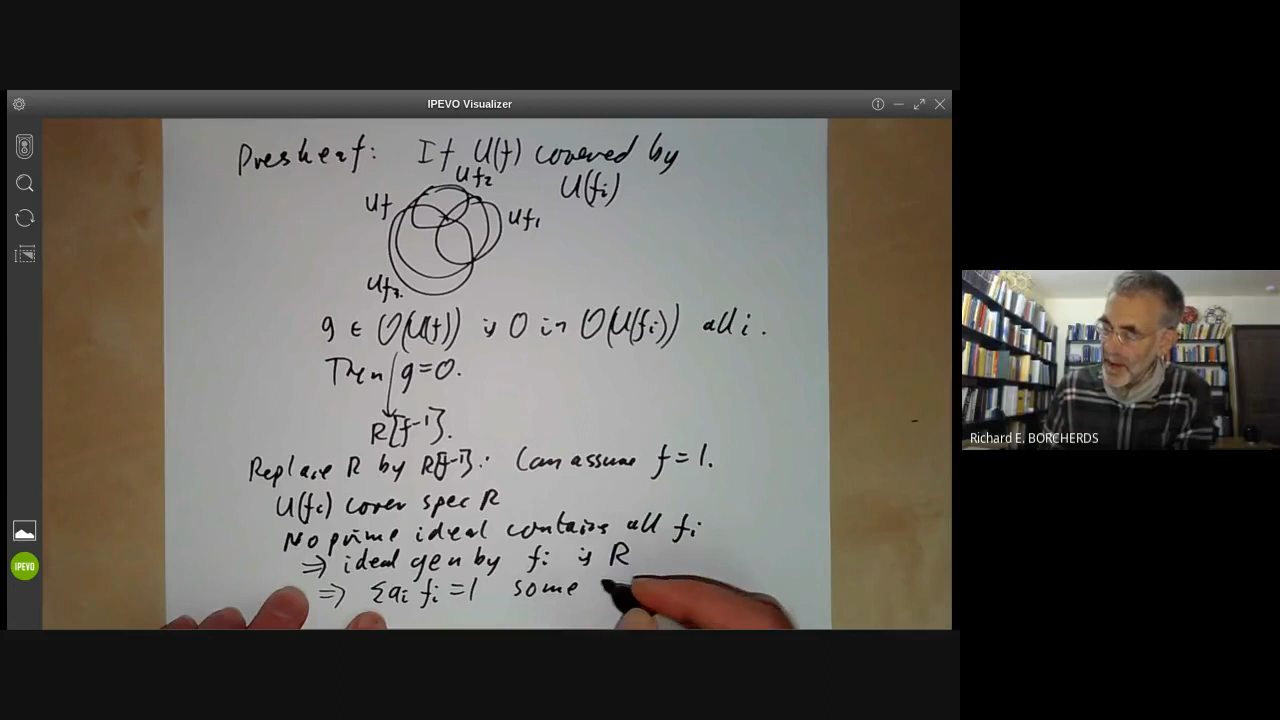 IPEVO Visualizer
Presheaf: If U(f) covered by
U(fi)
Uf2
Uf
Uf1
Uf3
g ∈ O(U(f)) is 0 in O(U(fi)) all i.
Then g=0.
R[f-1].
Replace R by R[f-1]: Can assume f=1.
U(fi) cover spec R
No prime ideal contains all fi
⇒ ideal gen by fi is R
⇒ Σai fi =1 some
Richard E. BORCHERDS